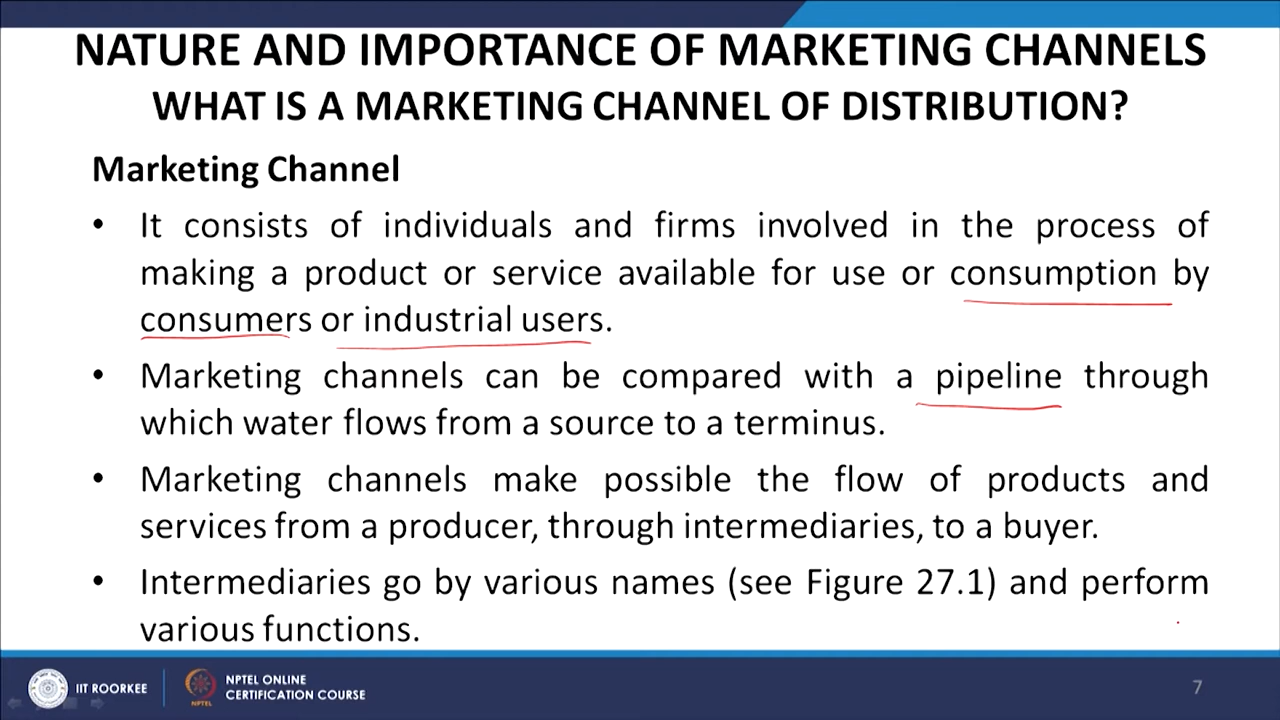 NATURE AND IMPORTANCE OF MARKETING CHANNELS
WHAT IS A MARKETING CHANNEL OF DISTRIBUTION?
Marketing Channel
• It consists of individuals and firms involved in the process of
making a product or service available for use or consumption by
consumers or industrial users.
• Marketing channels can be compared with a pipeline through
which water flows from a source to a terminus.
• Marketing channels make possible the flow of products and
services from a producer, through intermediaries, to a buyer.
• Intermediaries go by various names (see Figure 27.1) and perform
various functions.
IIT ROORKEE
NPTEL
NPTEL ONLINE
CERTIFICATION COURSE
7